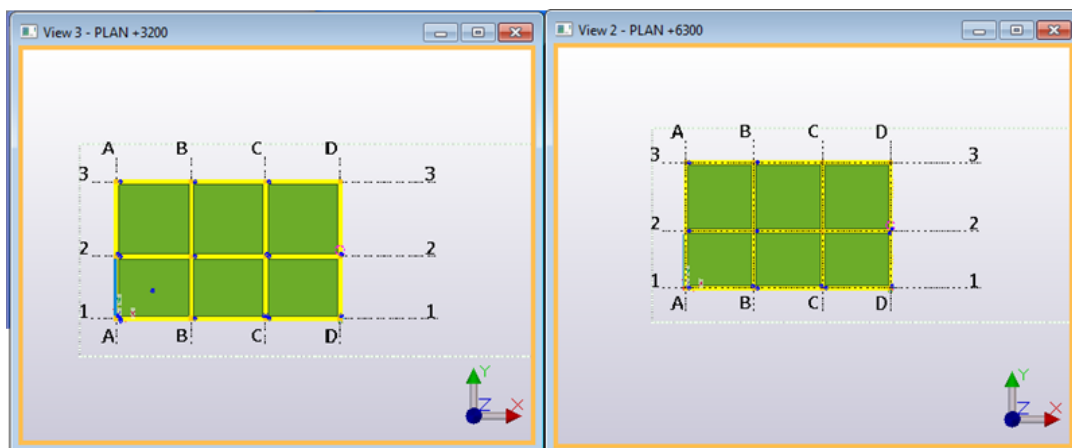 View 3 - PLAN +3200
A B C D
3 3
2 2
1 1
A B C D
Y
Z X
View 2 - PLAN +6300
A B C D
3 3
2 2
1 1
A B C D
Y
Z X